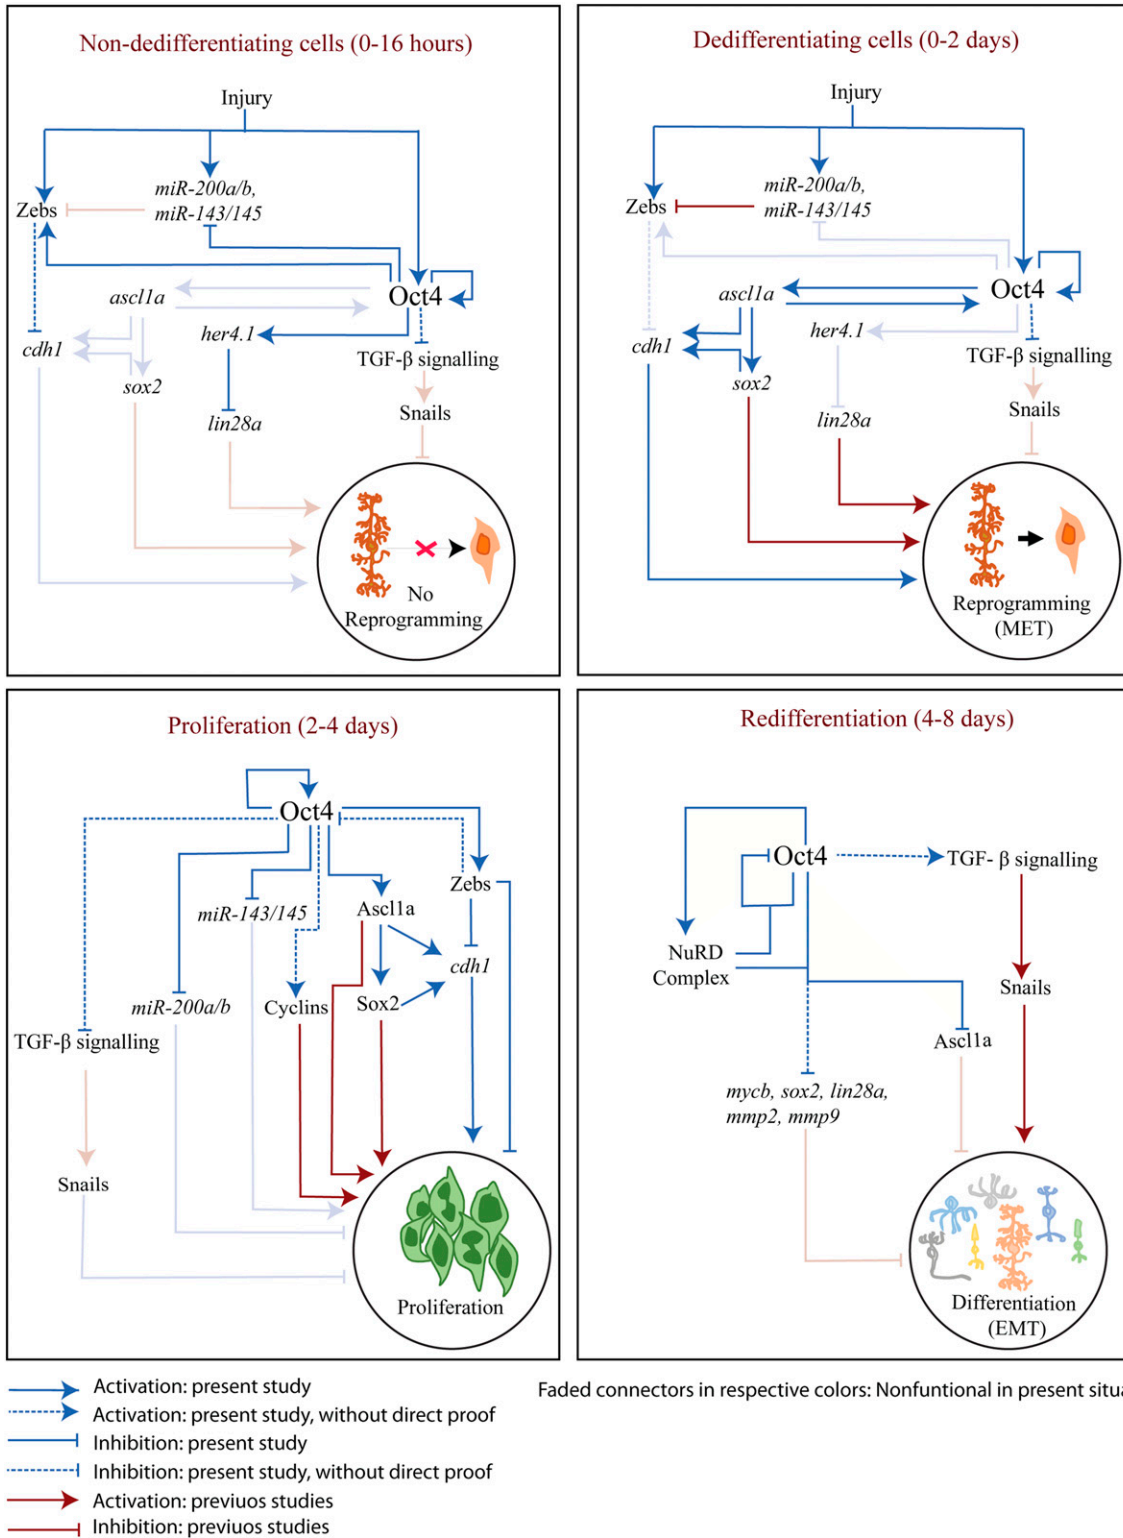 Non-dedifferentiating cells (0-16 hours)
Injury
miR-200a/b,
Zebs
miR-143/145
ascl1a
Oct4
her4.1
cdh1
TGF-β signalling
sox2
Snails
lin28a
No
Reprogramming
Dedifferentiating cells (0-2 days)
Injury
miR-200a/b,
Zebs
miR-143/145
ascl1a
Oct4
her4.1
cdh1
TGF-β signalling
sox2
Snails
lin28a
Reprogramming
(MET)
Proliferation (2-4 days)
Oct4
Zebs
miR-143/145
Ascl1a
cdh1
miR-200a/b
Cyclins
Sox2
TGF-β signalling
Snails
Proliferation
Redifferentiation (4-8 days)
Oct4
TGF- β signalling
NuRD
Complex
Snails
Ascl1a
mycb, sox2, lin28a,
mmp2, mmp9
Differentiation
(EMT)
Activation: present study
Faded connectors in respective colors: Nonfuntional in present situa
Activation: present study, without direct proof
Inhibition: present study
Inhibition: present study, without direct proof
Activation: previuos studies
Inhibition: previuos studies